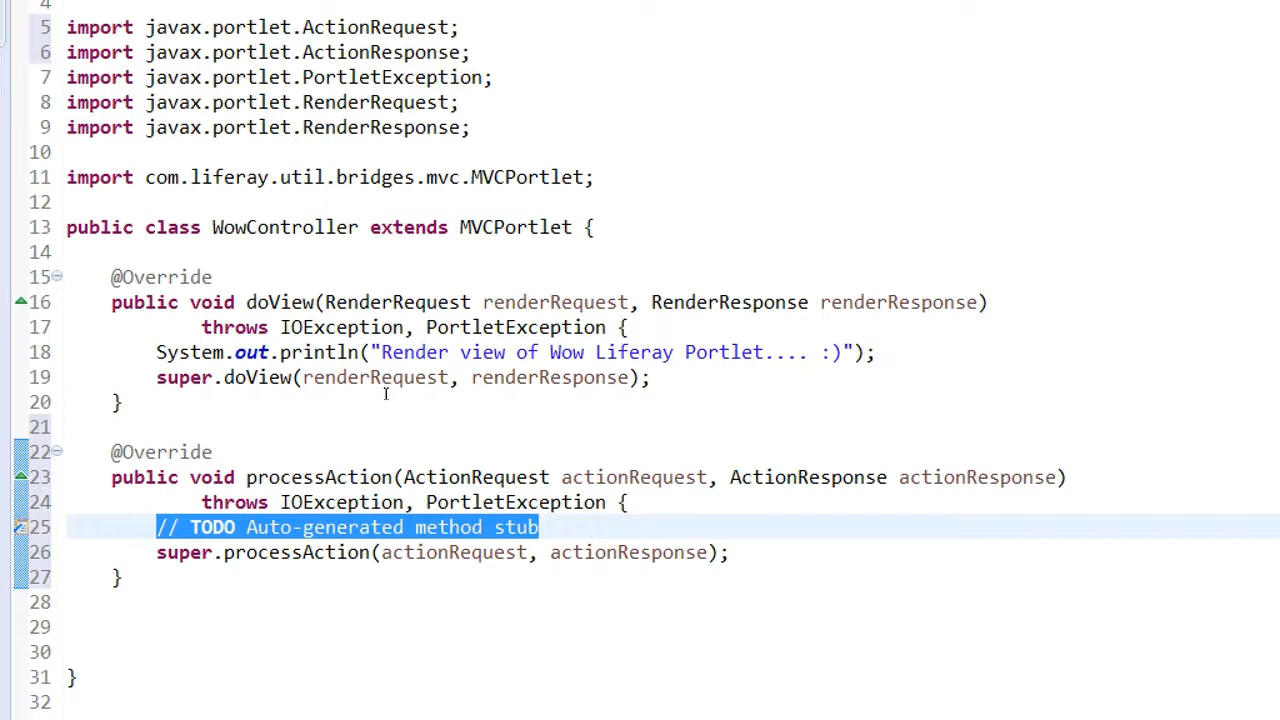 4
5 import javax.portlet.ActionRequest;
6 import javax.portlet.ActionResponse;
7 import javax.portlet.PortletException;
8 import javax.portlet.RenderRequest;
9 import javax.portlet.RenderResponse;
10
11 import com.liferay.util.bridges.mvc.MVCPortlet;
12
13 public class WowController extends MVCPortlet {
14
15     @Override
16     public void doView(RenderRequest renderRequest, RenderResponse renderResponse)
17             throws IOException, PortletException {
18         System.out.println("Render view of Wow Liferay Portlet.... :)");
19         super.doView(renderRequest, renderResponse);
20     }
21
22     @Override
23     public void processAction(ActionRequest actionRequest, ActionResponse actionResponse)
24             throws IOException, PortletException {
25         // TODO Auto-generated method stub
26         super.processAction(actionRequest, actionResponse);
27     }
28
29
30
31 }
32